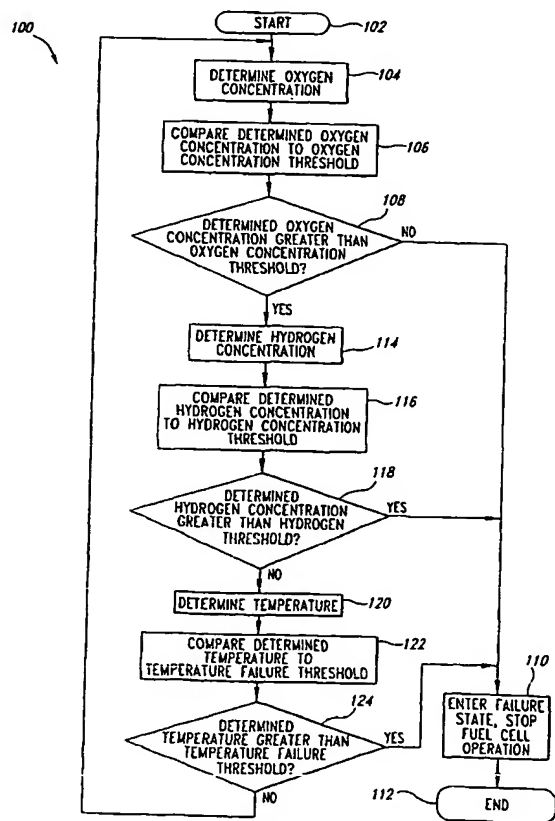 100
START
102
DETERMINE OXYGEN
CONCENTRATION
104
COMPARE DETERMINED OXYGEN
CONCENTRATION TO OXYGEN
CONCENTRATION THRESHOLD
106
108
DETERMINED OXYGEN
CONCENTRATION GREATER THAN
OXYGEN CONCENTRATION
THRESHOLD?
NO
YES
DETERMINE HYDROGEN
CONCENTRATION
114
COMPARE DETERMINED
HYDROGEN CONCENTRATION
TO HYDROGEN CONCENTRATION
THRESHOLD
116
118
DETERMINED
HYDROGEN CONCENTRATION
GREATER THAN HYDROGEN
THRESHOLD?
YES
NO
DETERMINE TEMPERATURE
120
COMPARE DETERMINED
TEMPERATURE TO
TEMPERATURE FAILURE THRESHOLD
122
124
DETERMINED
TEMPERATURE GREATER THAN
TEMPERATURE FAILURE
THRESHOLD?
YES
NO
110
ENTER FAILURE
STATE, STOP
FUEL CELL
OPERATION
112
END